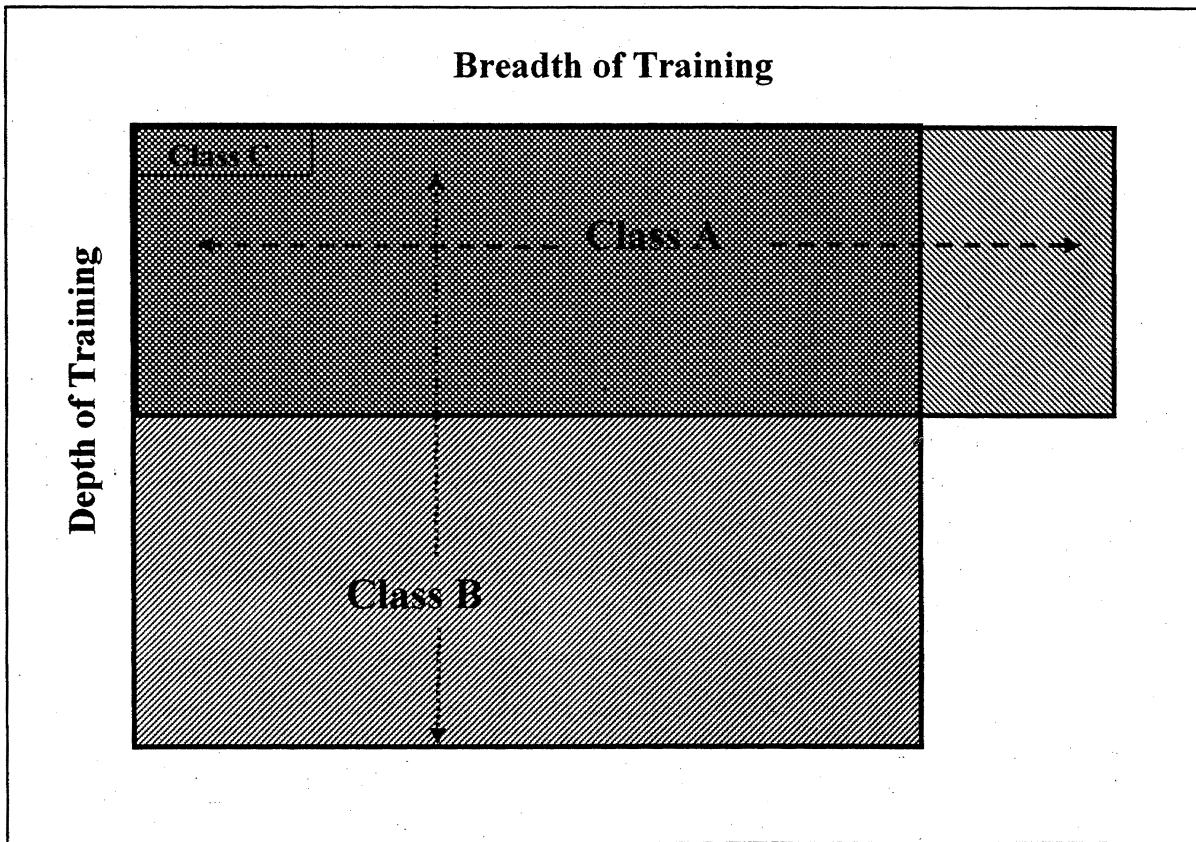 Breadth of Training
Class C
Class A
Depth of Training
Class B